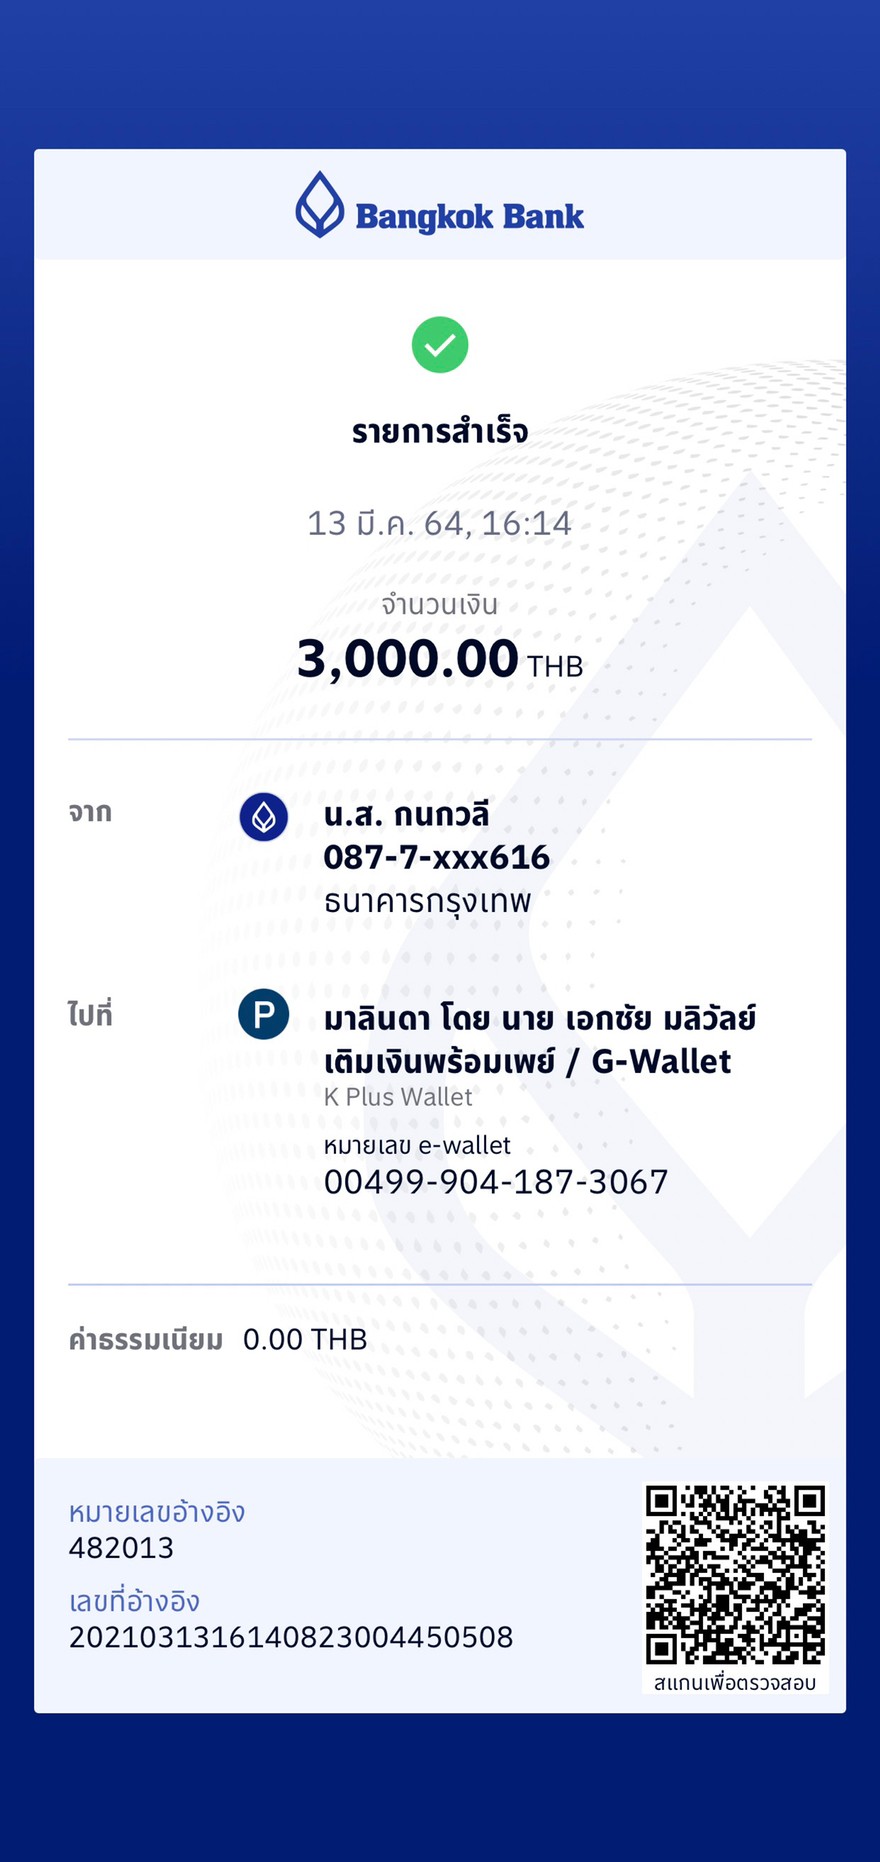 Bangkok Bank
รายการสำเร็จ
13 มี.ค. 64, 16:14
จำนวนเงิน
3,000.00 THB
จาก
น.ส. กนกวลี
087-7-xxx616
ธนาคารกรุงเทพ
ไปที่
P
มาลินดา โดย นาย เอกชัย มลิวัลย์
เติมเงินพร้อมเพย์ / G-Wallet
K Plus Wallet
หมายเลข e-wallet
00499-904-187-3067
ค่าธรรมเนียม 0.00 THB
หมายเลขอ้างอิง
482013
เลขที่อ้างอิง
2021031316140823004450508
สแกนเพื่อตรวจสอบ